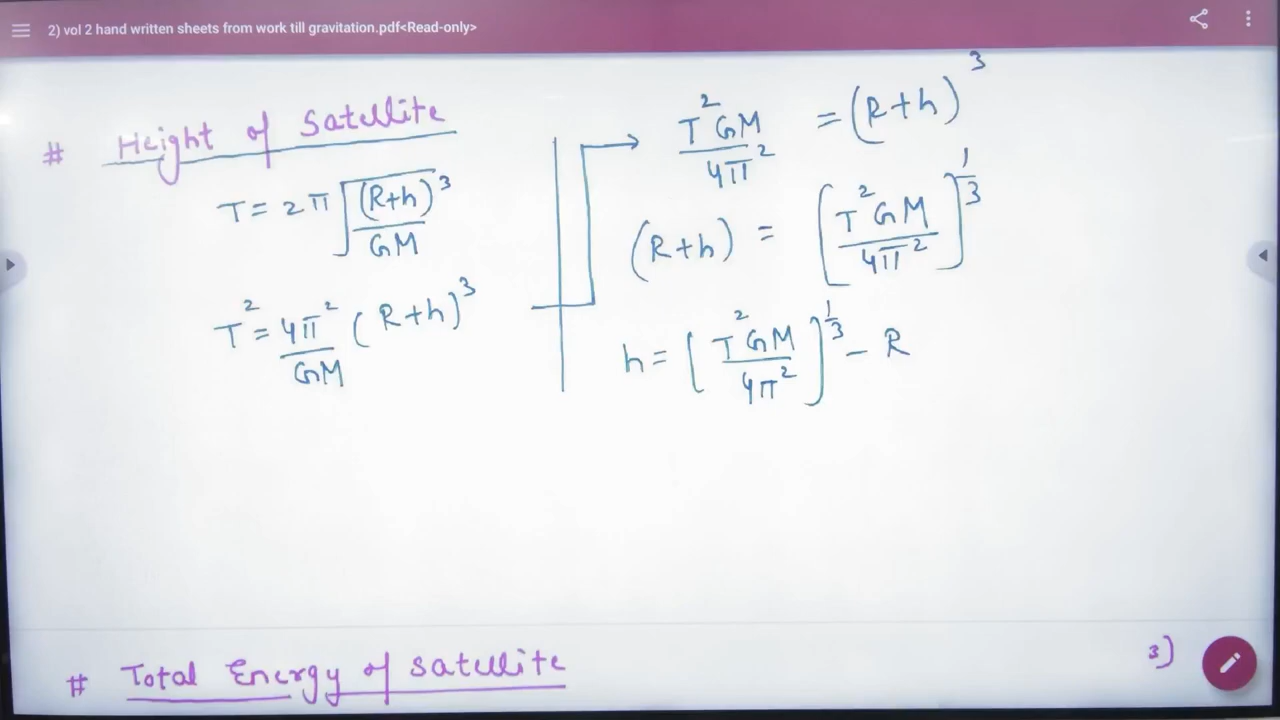 2) vol 2 hand written sheets from work till gravitation.pdf<Read-only>
# Height of Satellite
T = 2π √((R+h)³/GM)
T² = 4π²/GM (R+h)³
T²GM/4π² = (R+h)³
(R+h) = [T²GM/4π²]^(1/3)
h = [T²GM/4π²]^(1/3) − R
# Total Energy of satellite
3)